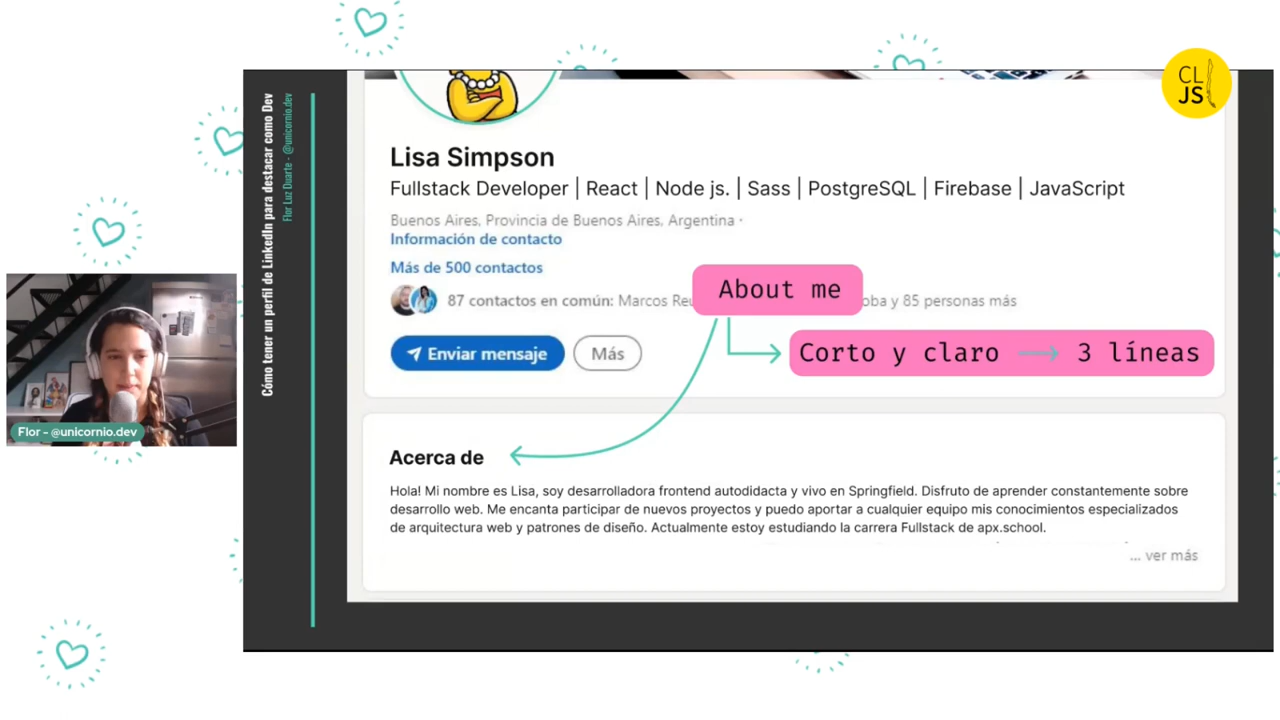 CL
JS
Cómo tener un perfil de LinkedIn para destacar como Dev
Flor Luz Duarte - @unicornio.dev
Lisa Simpson
Fullstack Developer | React | Node js. | Sass | PostgreSQL | Firebase | JavaScript
Buenos Aires, Provincia de Buenos Aires, Argentina ·
Información de contacto
Más de 500 contactos
87 contactos en común: Marcos y 85 personas más
About me
Enviar mensaje
Más
Corto y claro → 3 líneas
Flor - @unicornio.dev
Acerca de
Hola! Mi nombre es Lisa, soy desarrolladora frontend autodidacta y vivo en Springfield. Disfruto de aprender constantemente sobre
desarrollo web. Me encanta participar de nuevos proyectos y puedo aportar a cualquier equipo mis conocimientos especializados
de arquitectura web y patrones de diseño. Actualmente estoy estudiando la carrera Fullstack de apx.school.
... ver más